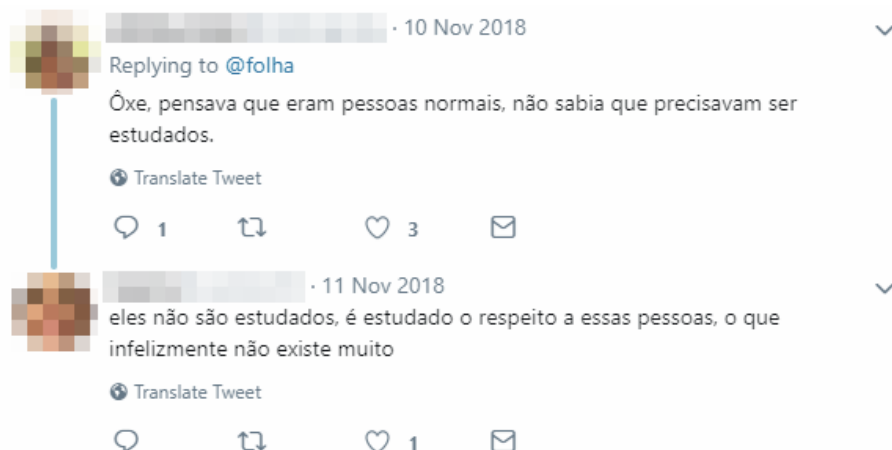 · 10 Nov 2018
Replying to @folha
Ôxe, pensava que eram pessoas normais, não sabia que precisavam ser
estudados.
Translate Tweet
1 3
· 11 Nov 2018
eles não são estudados, é estudado o respeito a essas pessoas, o que
infelizmente não existe muito
Translate Tweet
1